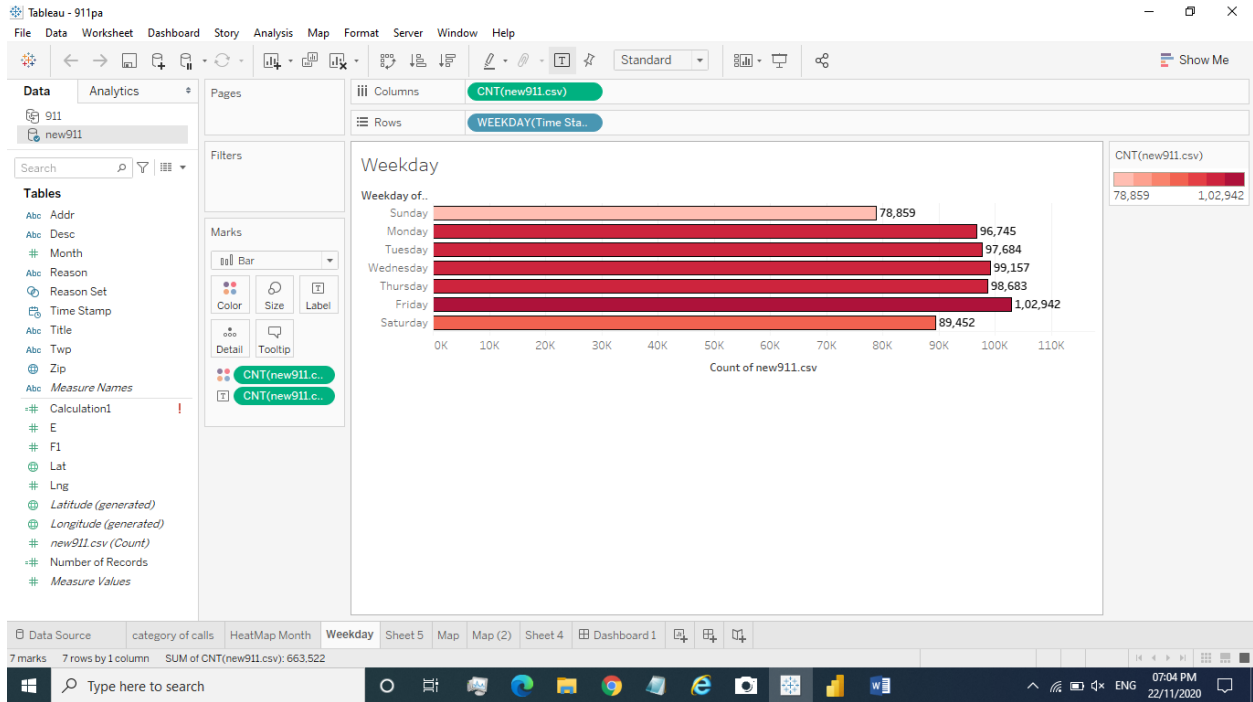 Tableau - 911pa
File Data Worksheet Dashboard Story Analysis Map Format Server Window Help
Standard
Show Me
Data Analytics
911
new911
Search
Tables
Abc Addr
Abc Desc
# Month
Abc Reason
Reason Set
Time Stamp
Abc Title
Abc Twp
Zip
Abc Measure Names
=# Calculation1 !
# E
# F1
Lat
# Lng
Latitude (generated)
Longitude (generated)
# new911.csv (Count)
=# Number of Records
# Measure Values
Pages
Filters
Marks
Bar
Color Size Label
Detail Tooltip
CNT(new911.c..
CNT(new911.c..
Columns CNT(new911.csv)
Rows WEEKDAY(Time Sta..
Weekday
Weekday of..
Sunday 78,859
Monday 96,745
Tuesday 97,684
Wednesday 99,157
Thursday 98,683
Friday 1,02,942
Saturday 89,452
0K 10K 20K 30K 40K 50K 60K 70K 80K 90K 100K 110K
Count of new911.csv
CNT(new911.csv)
78,859 1,02,942
Data Source category of calls HeatMap Month Weekday Sheet 5 Map Map (2) Sheet 4 Dashboard 1
7 marks 7 rows by 1 column SUM of CNT(new911.csv): 663,522
Type here to search
ENG
07:04 PM
22/11/2020